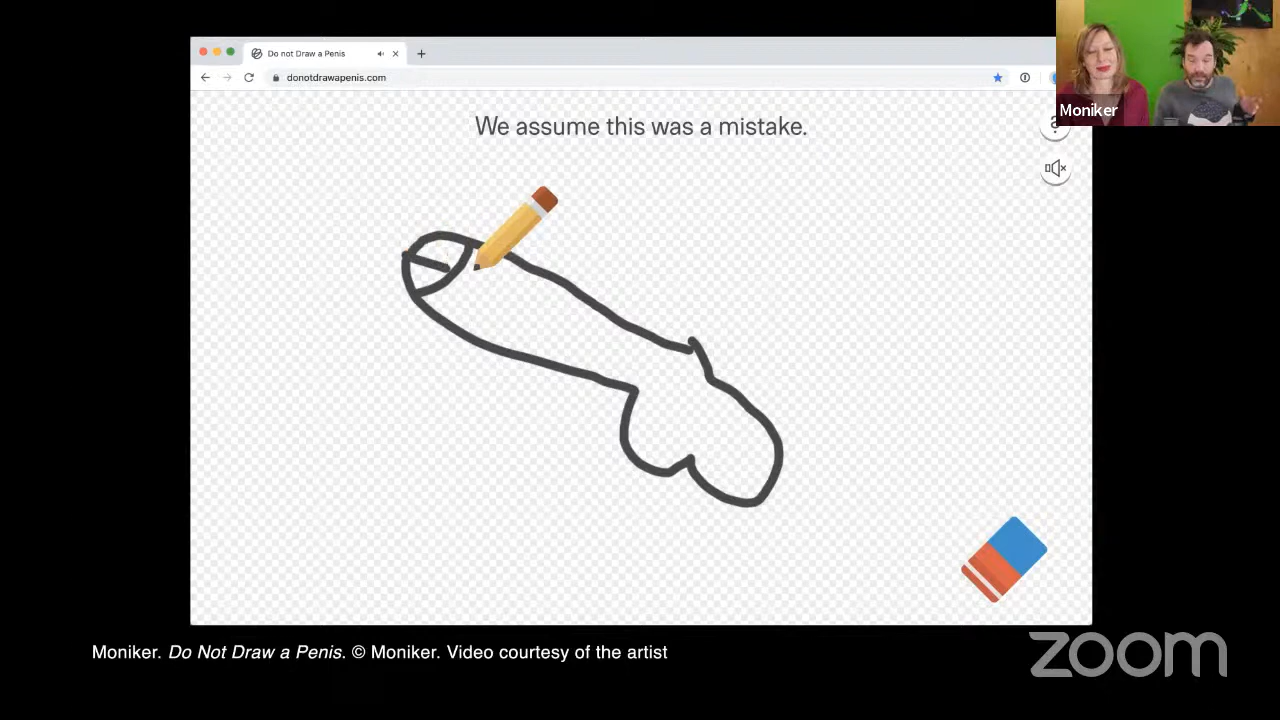 Do not Draw a Penis
donotdrawapenis.com
We assume this was a mistake.
Moniker
?
Moniker. Do Not Draw a Penis. © Moniker. Video courtesy of the artist
zoom